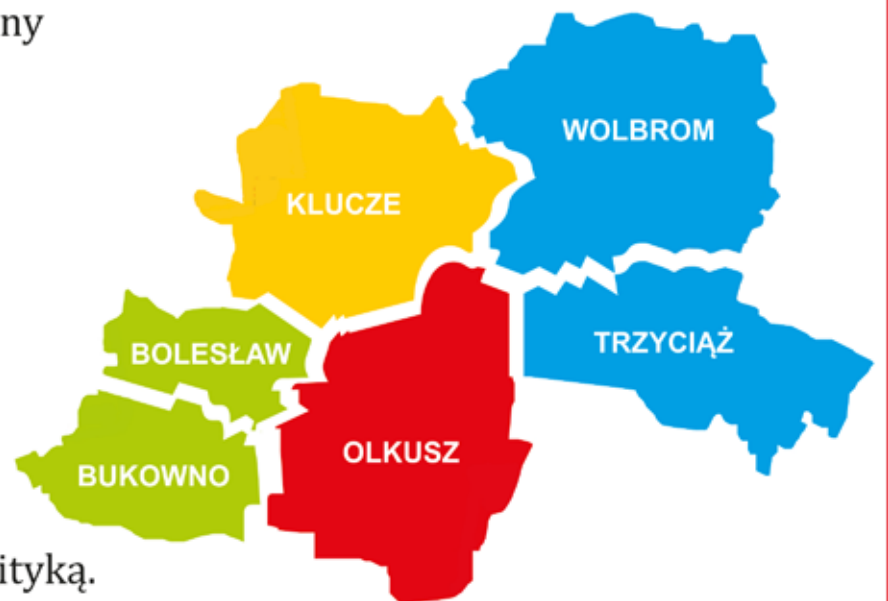 ny
WOLBROM
KLUCZE
TRZYCIĄŻ
BOLESŁAW
OLKUSZ
BUKOWNO
ityką.